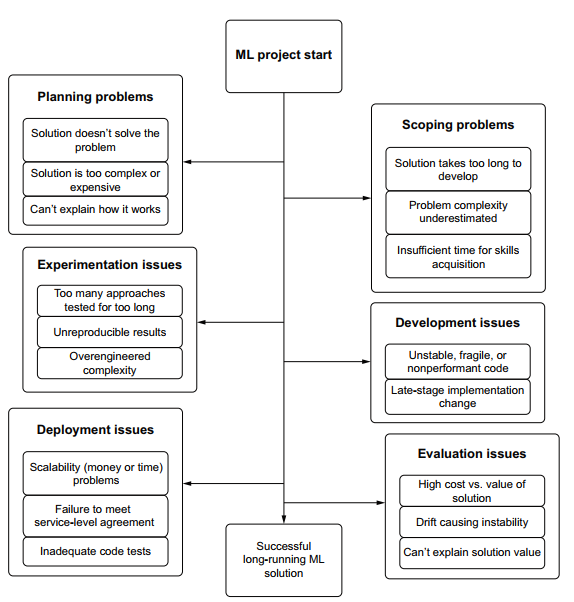 ML project start
Planning problems
Solution doesn't solve the
problem
Solution is too complex or
expensive
Can't explain how it works
Scoping problems
Solution takes too long to
develop
Problem complexity
underestimated
Insufficient time for skills
acquisition
Experimentation issues
Too many approaches
tested for too long
Unreproducible results
Overengineered
complexity
Development issues
Unstable, fragile, or
nonperformant code
Late-stage implementation
change
Deployment issues
Scalability (money or time)
problems
Failure to meet
service-level agreement
Inadequate code tests
Evaluation issues
High cost vs. value of
solution
Drift causing instability
Can't explain solution value
Successful
long-running ML
solution